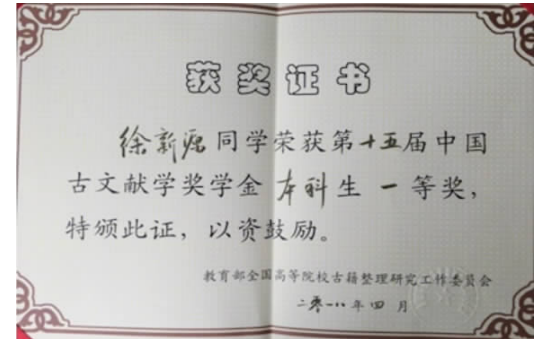 获奖证书
徐新源同学荣获第十五届中国
古文献学奖学金本科生一等奖，
特颁此证，以资鼓励。
教育部全国高等院校古籍整理研究工作委员会
二零一八年四月